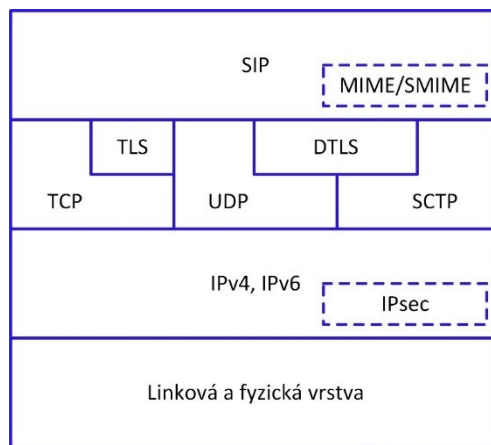 SIP
MIME/SMIME
TLS
DTLS
TCP
UDP
SCTP
IPv4, IPv6
IPsec
Linková a fyzická vrstva